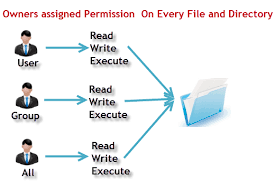 Owners assigned Permission On Every File and Directory
Read
Write
Execute
User
Read
Write
Execute
Group
Read
Write
Execute
All